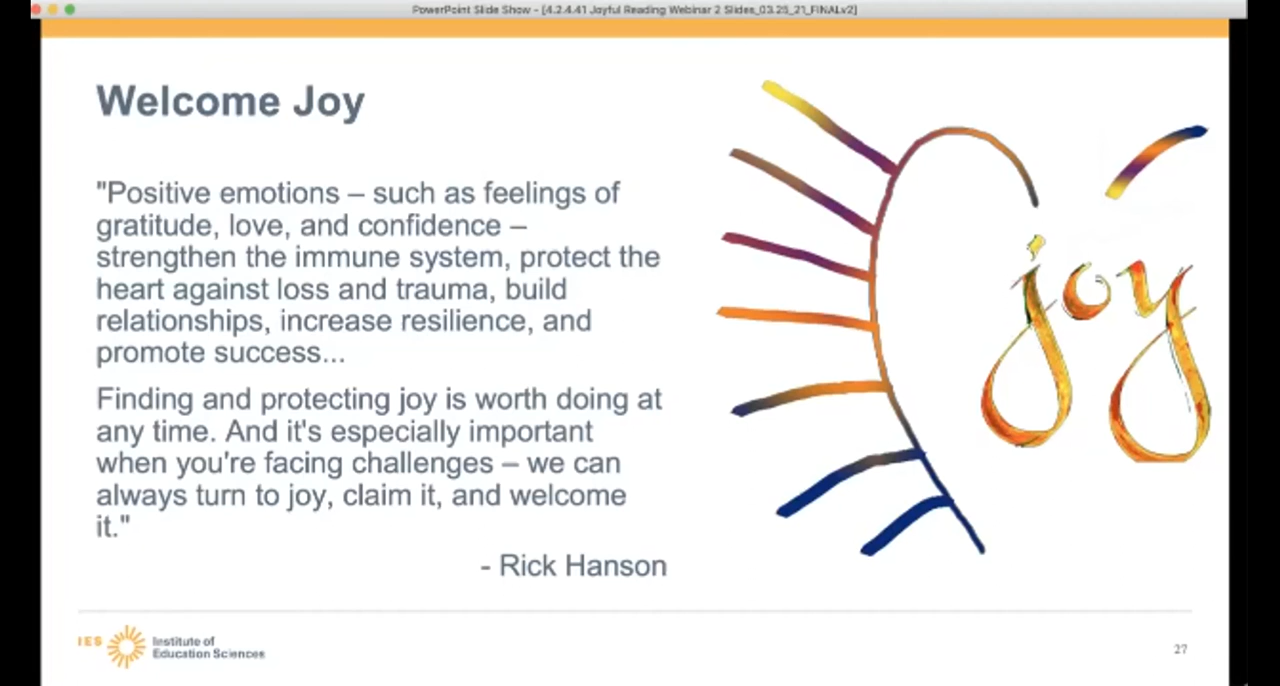 PowerPoint Slide Show - [4.2.4.41 Joyful Reading Webinar 2 Slides_03.25_21_FINALv2]
Welcome Joy
"Positive emotions – such as feelings of
gratitude, love, and confidence –
strengthen the immune system, protect the
heart against loss and trauma, build
relationships, increase resilience, and
promote success...
Finding and protecting joy is worth doing at
any time. And it's especially important
when you're facing challenges – we can
always turn to joy, claim it, and welcome
it."
- Rick Hanson
joy
IES
Institute of
Education Sciences
27